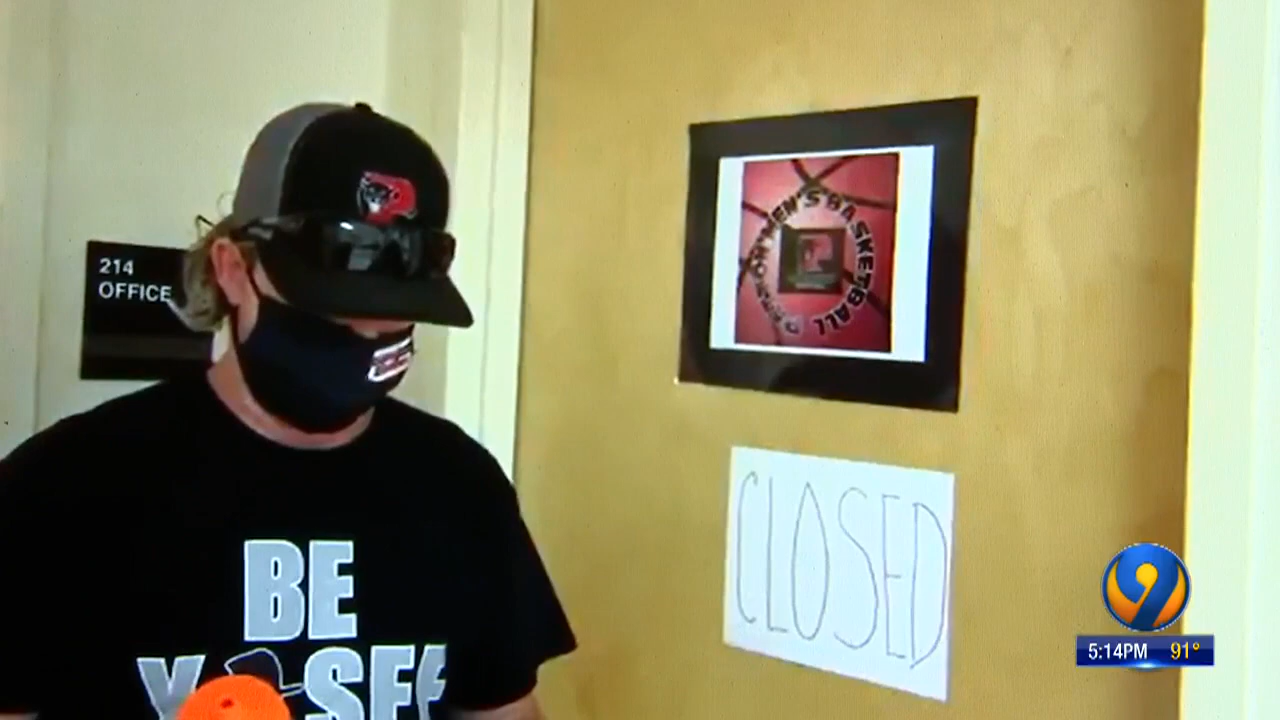 214
OFFICE
MEN'S BASKETBALL
CLOSED
BE
9
5:14PM 91°